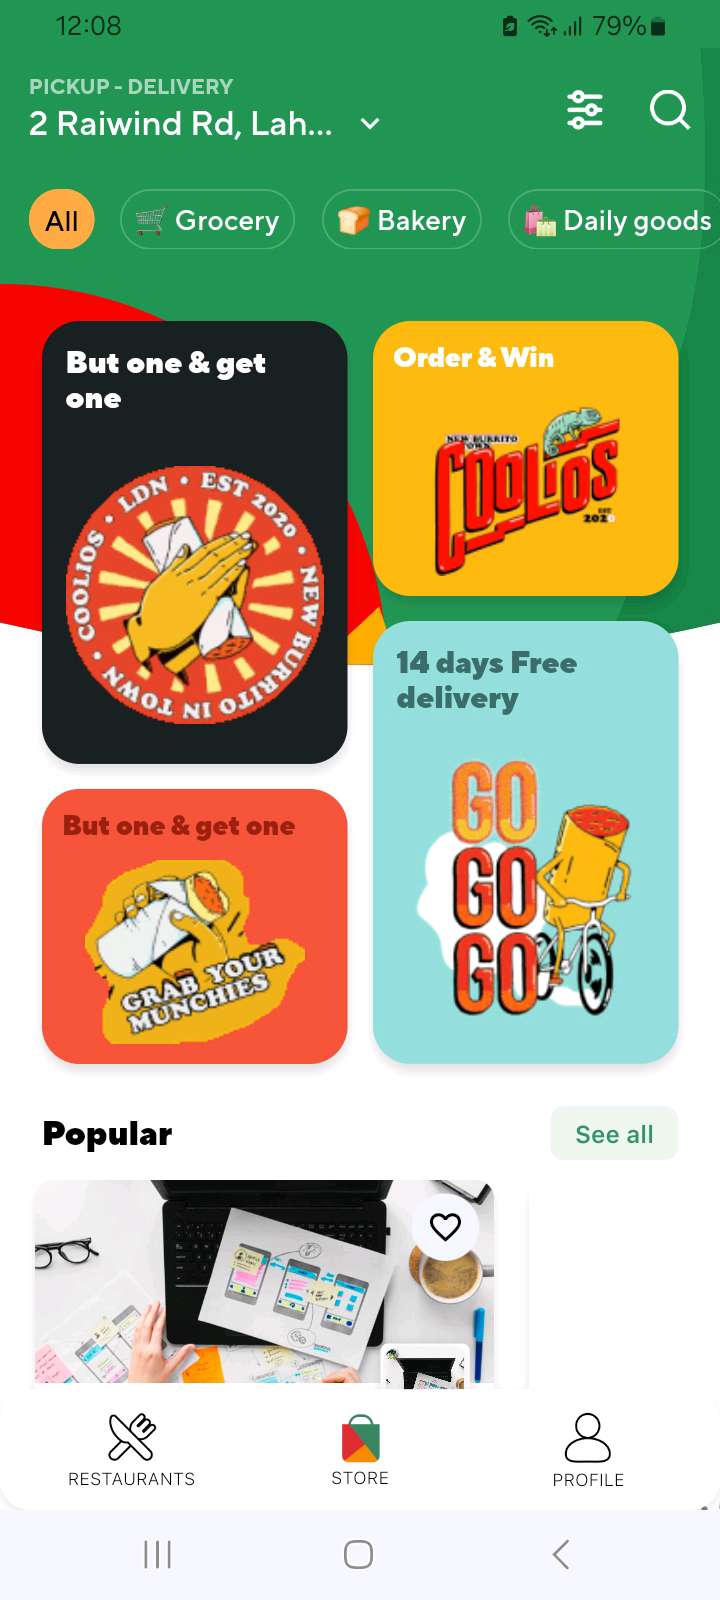 12:08
79%
PICKUP - DELIVERY
2 Raiwind Rd, Lah...
All
Grocery
Bakery
Daily goods
But one & get
one
COOLIOS • LDN • EST 2020 • NEW BURRITO IN TOWN •
Order & Win
NEW BURRITO
TOWN
COOLIOS
EST
2020
14 days Free
delivery
GO
GO
GO
But one & get one
GRAB YOUR
MUNCHIES
Popular
See all
RESTAURANTS
STORE
PROFILE